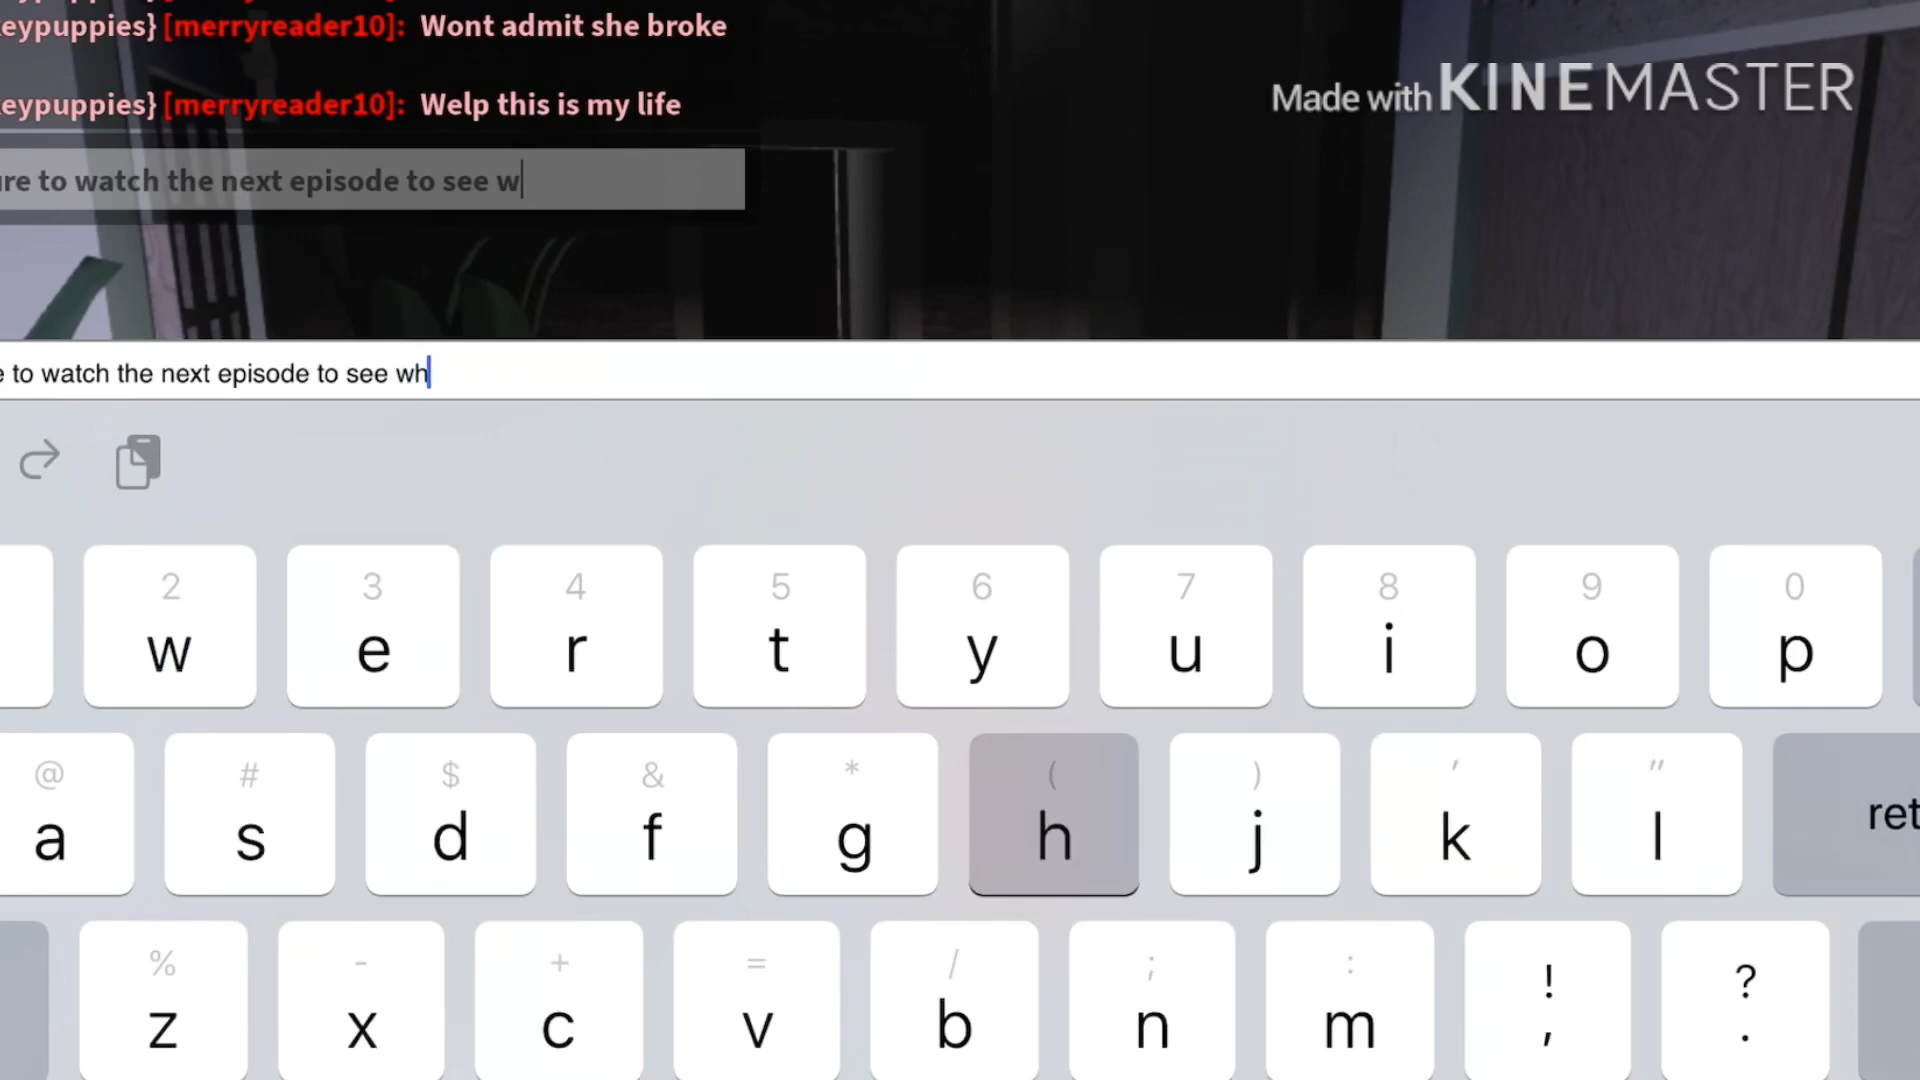 eypuppies} [merryreader10]: Wont admit she broke
Made with KINEMASTER
eypuppies} [merryreader10]: Welp this is my life
re to watch the next episode to see w
e to watch the next episode to see wh
2 3 4 5 6 7 8 9 0
w e r t y u i o p
@ # $ & * ( ) ' "
a s d f g h j k l ret
% - + = / ; : ! ?
z x c v b n m , .